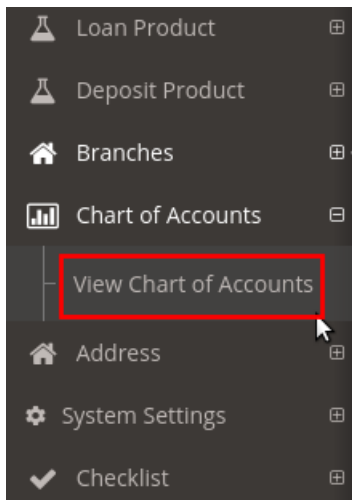 Loan Product
Deposit Product
Branches
Chart of Accounts
View Chart of Accounts
Address
System Settings
Checklist